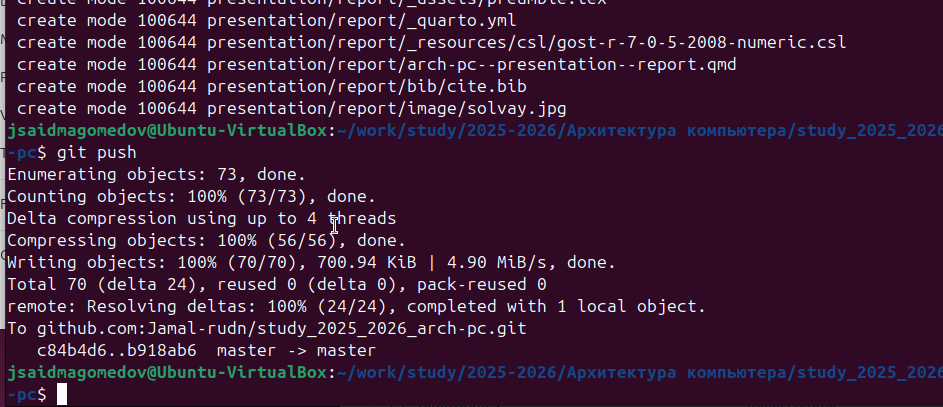 create mode 100644 presentation/report/_assets/preamble.tex
create mode 100644 presentation/report/_quarto.yml
create mode 100644 presentation/report/_resources/csl/gost-r-7-0-5-2008-numeric.csl
create mode 100644 presentation/report/arch-pc--presentation--report.qmd
create mode 100644 presentation/report/bib/cite.bib
create mode 100644 presentation/report/image/solvay.jpg
jsaidmagomedov@Ubuntu-VirtualBox:~/work/study/2025-2026/Архитектура компьютера/study_2025_2026
-pc$ git push
Enumerating objects: 73, done.
Counting objects: 100% (73/73), done.
Delta compression using up to 4 threads
Compressing objects: 100% (56/56), done.
Writing objects: 100% (70/70), 700.94 KiB | 4.90 MiB/s, done.
Total 70 (delta 24), reused 0 (delta 0), pack-reused 0
remote: Resolving deltas: 100% (24/24), completed with 1 local object.
To github.com:Jamal-rudn/study_2025_2026_arch-pc.git
c84b4d6..b918ab6 master -> master
jsaidmagomedov@Ubuntu-VirtualBox:~/work/study/2025-2026/Архитектура компьютера/study_2025_2026
-pc$